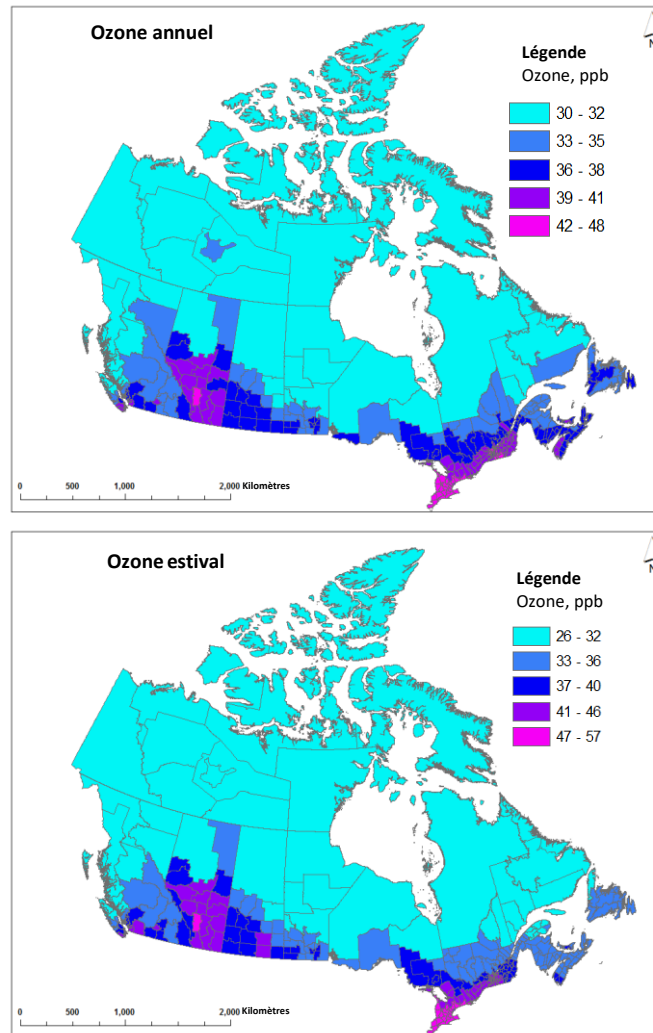 Ozone annuel
N
Légende
Ozone, ppb
30 - 32
33 - 35
36 - 38
39 - 41
42 - 48
0 500 1,000 2,000 Kilomètres
Ozone estival
N
Légende
Ozone, ppb
26 - 32
33 - 36
37 - 40
41 - 46
47 - 57
0 500 1,000 2,000 Kilomètres